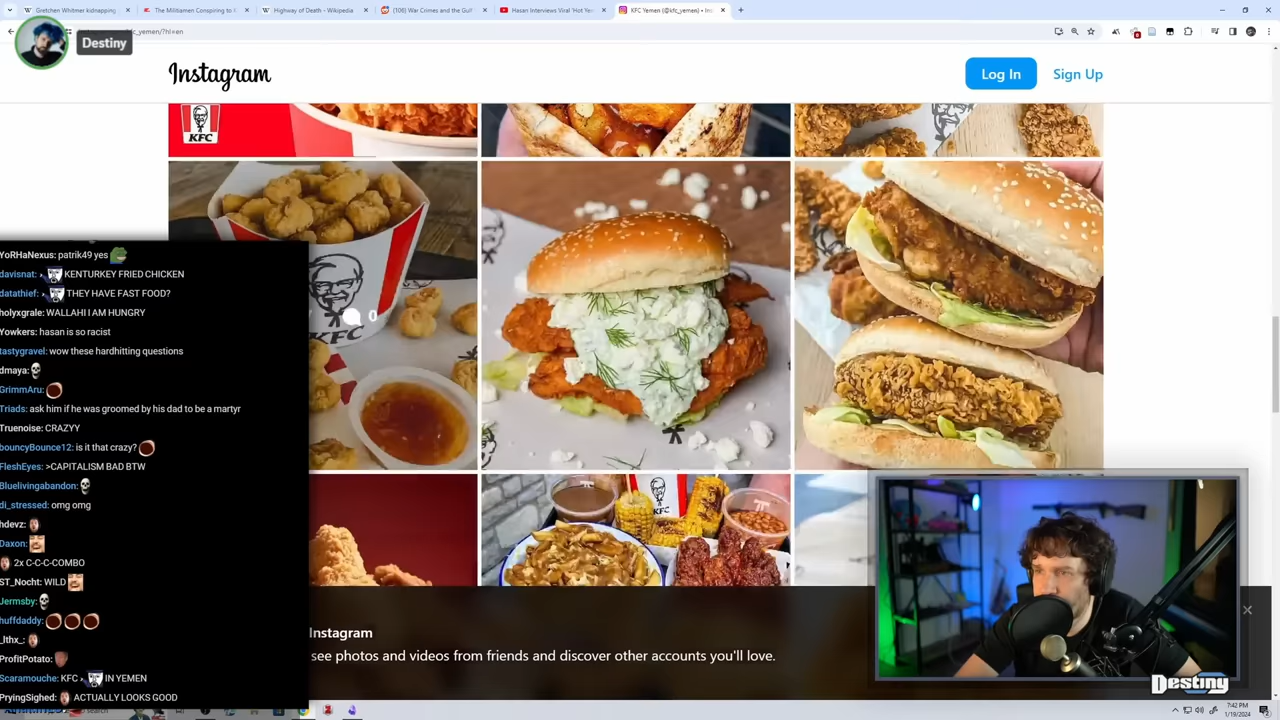 Gretchen Whitmer kidnapping
The Militiamen Conspiring to K
Highway of Death - Wikipedia
(106) War Crimes and the Gulf
Hasan Interviews Viral 'Hot Ye
KFC Yemen (@kfc_yemen) • Ins
_yemen/?hl=en
Destiny
Instagram
Log In
Sign Up
KFC
KFC
0
YoRHaNexus: patrik49 yes
davisnat: KENTURKEY FRIED CHICKEN
datathief: THEY HAVE FAST FOOD?
holyxgrale: WALLAHI I AM HUNGRY
Yowkers: hasan is so racist
tastygravel: wow these hardhitting questions
dmaya:
GrimmAru:
Triads: ask him if he was groomed by his dad to be a martyr
Truenoise: CRAZYY
bouncyBounce12: is it that crazy?
FleshEyes: >CAPITALISM BAD BTW
Bluelivingabandon:
di_stressed: omg omg
hdevz:
Daxon:
2x C-C-C-COMBO
ST_Nocht: WILD
Jermsby:
huffdaddy:
_lthx_:
ProfitPotato:
Scaramouche: KFC IN YEMEN
PryingSighed: ACTUALLY LOOKS GOOD
Instagram
see photos and videos from friends and discover other accounts you'll love.
Destiny
7:42 PM
1/19/2024